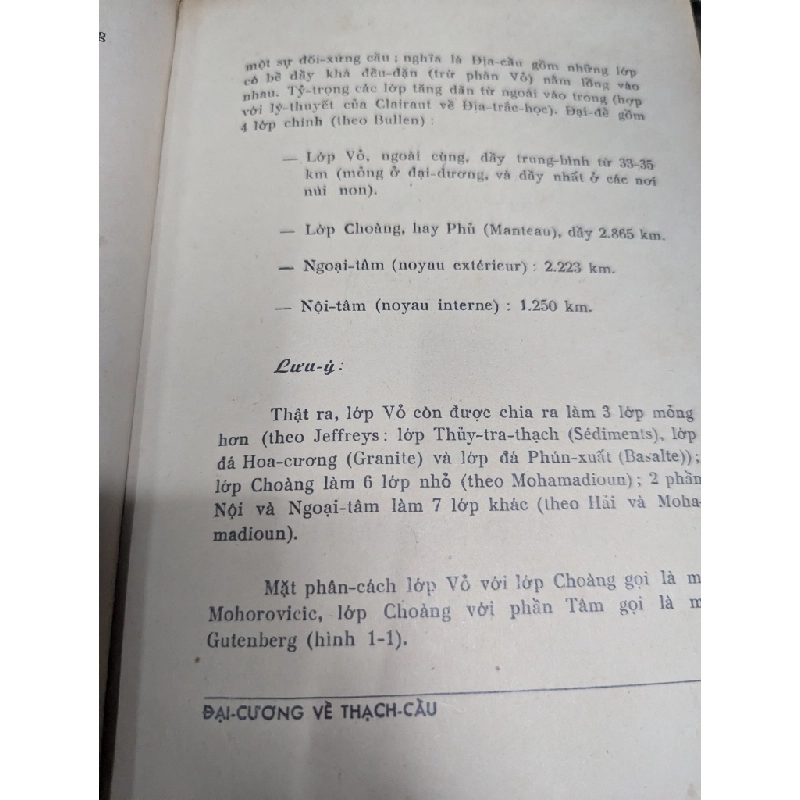 một sự đối-xứng cầu; nghĩa là Địa-cầu gồm những lớp
có bề dầy khá đều-đặn (trừ phần Vỏ) nằm lồng vào
nhau. Tỷ-trọng các lớp tăng dần từ ngoài vào trong (hợp
với lý-thuyết của Clairaut về Địa-trắc-học). Đại-để gồm
4 lớp chính (theo Bullen) :
— Lớp Vỏ, ngoài cùng, dầy trung-bình từ 33-35
km (mỏng ở đại-dương, và dầy nhất ở các nơi
núi non).
— Lớp Choàng, hay Phủ (Manteau), dầy 2.865 km.
— Ngoại-tâm (noyau extérieur) : 2.223 km.
— Nội-tâm (noyau interne) : 1.250 km.
Lưu-ý :
Thật ra, lớp Vỏ còn được chia ra làm 3 lớp mỏng
hơn (theo Jeffreys : lớp Thủy-tra-thạch (Sédiments), lớp
đá Hoa-cương (Granite) và lớp đá Phún-xuất (Basalte));
lớp Choàng làm 6 lớp nhỏ (theo Mohamadioun) ; 2 phần
Nội và Ngoại-tâm làm 7 lớp khác (theo Hải và Moha-
madioun).
Mặt phân-cách lớp Vỏ với lớp Choàng gọi là m
Mohorovicic, lớp Choàng với phần Tâm gọi là m
Gutenberg (hình 1-1).
ĐẠI-CƯƠNG VỀ THẠCH-CẦU